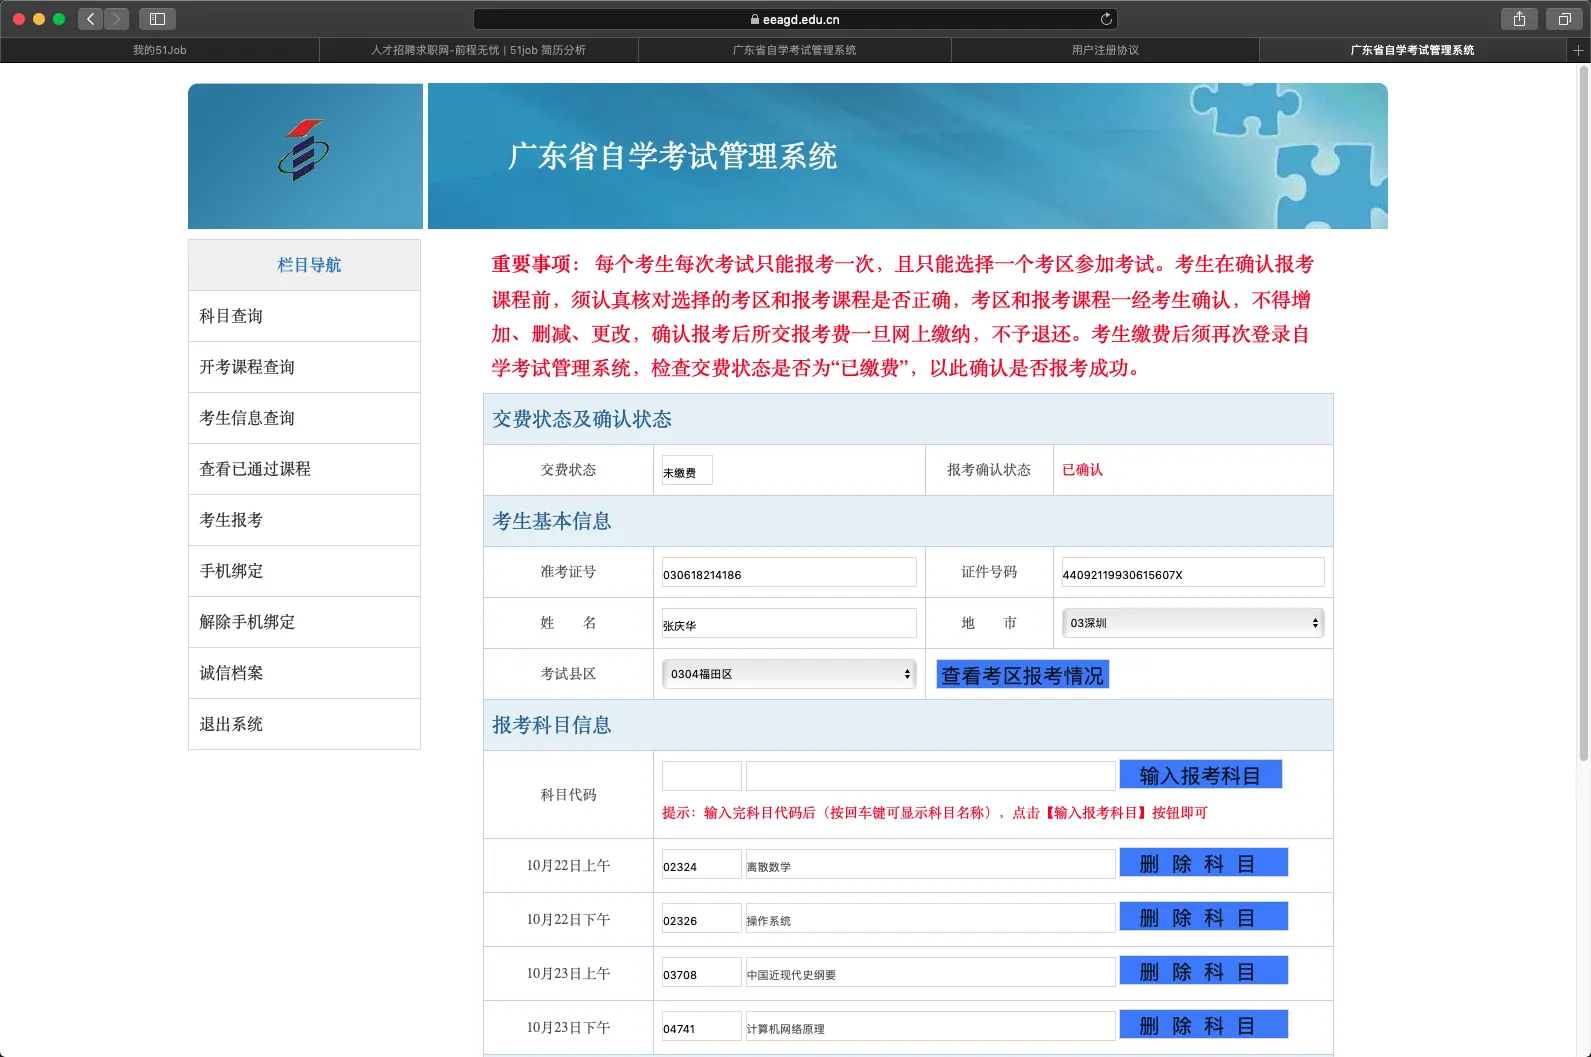 eeagd.edu.cn
我的51Job
人才招聘求职网-前程无忧 | 51job 简历分析
广东省自学考试管理系统
用户注册协议
广东省自学考试管理系统
广东省自学考试管理系统
栏目导航
科目查询
开考课程查询
考生信息查询
查看已通过课程
考生报考
手机绑定
解除手机绑定
诚信档案
退出系统
重要事项： 每个考生每次考试只能报考一次，且只能选择一个考区参加考试。考生在确认报考
课程前，须认真核对选择的考区和报考课程是否正确，考区和报考课程一经考生确认，不得增
加、删减、更改，确认报考后所交报考费一旦网上缴纳，不予退还。考生缴费后须再次登录自
学考试管理系统，检查交费状态是否为“已缴费”，以此确认是否报考成功。
交费状态及确认状态
交费状态 未缴费 报考确认状态 已确认
考生基本信息
准考证号 030618214186 证件号码 44092119930615607X
姓 名 张庆华 地 市 03深圳
考试县区 0304福田区 查看考区报考情况
报考科目信息
科目代码 输入报考科目
提示：输入完科目代码后（按回车键可显示科目名称），点击【输入报考科目】按钮即可
10月22日上午 02324 离散数学 删 除 科 目
10月22日下午 02326 操作系统 删 除 科 目
10月23日上午 03708 中国近现代史纲要 删 除 科 目
10月23日下午 04741 计算机网络原理 删 除 科 目